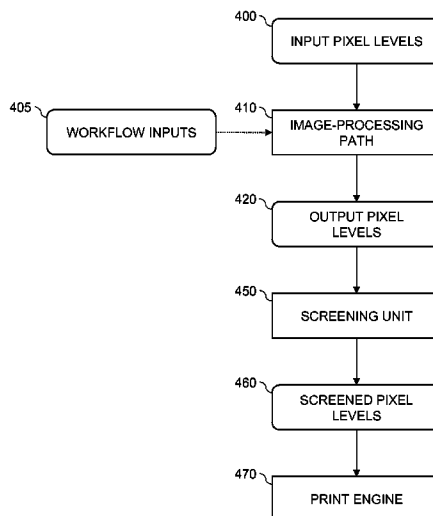 400
INPUT PIXEL LEVELS
405
WORKFLOW INPUTS
410
IMAGE-PROCESSING
PATH
420
OUTPUT PIXEL
LEVELS
450
SCREENING UNIT
460
SCREENED PIXEL
LEVELS
470
PRINT ENGINE